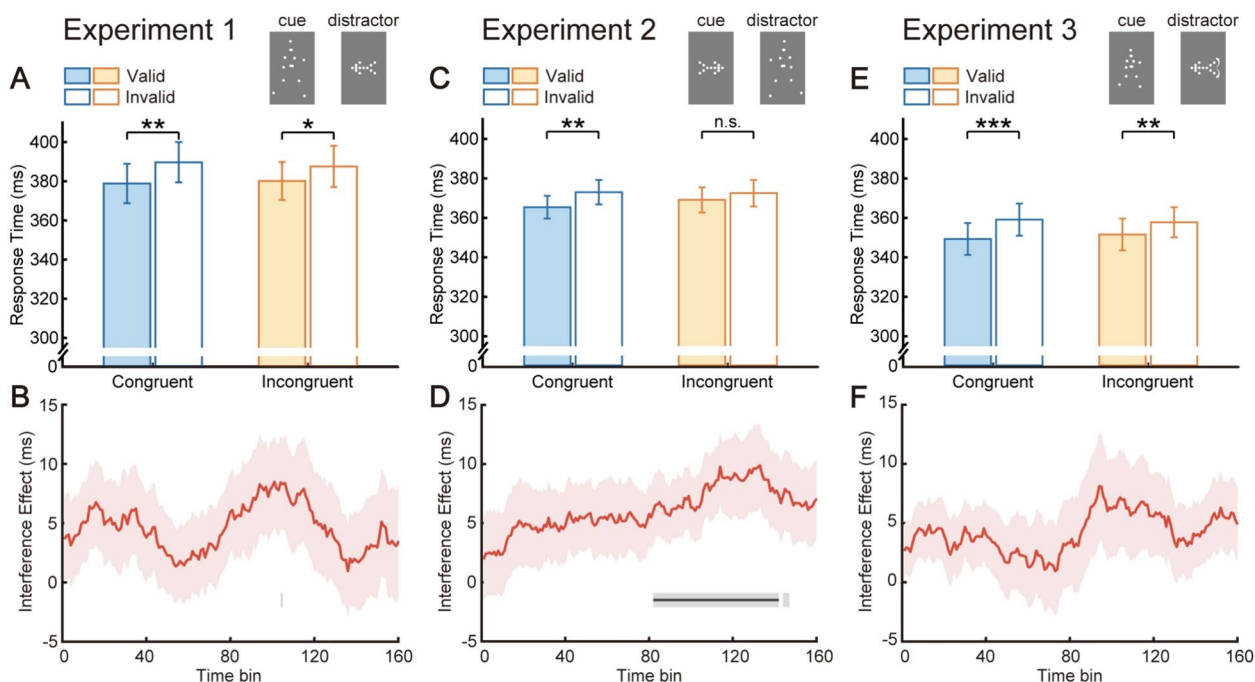 Experiment 1
cue distractor
A
Valid
Invalid
** *
Response Time (ms)
400
380
360
340
320
300
0
Congruent Incongruent
B
Interference Effect (ms)
15
10
5
0
-5
0 40 80 120 160
Time bin
Experiment 2
cue distractor
C
Valid
Invalid
** n.s.
Response Time (ms)
400
380
360
340
320
300
0
Congruent Incongruent
D
Interference Effect (ms)
15
10
5
0
-5
0 40 80 120 160
Time bin
Experiment 3
cue distractor
E
Valid
Invalid
*** **
Response Time (ms)
400
380
360
340
320
300
0
Congruent Incongruent
F
Interference Effect (ms)
15
10
5
0
-5
0 40 80 120 160
Time bin